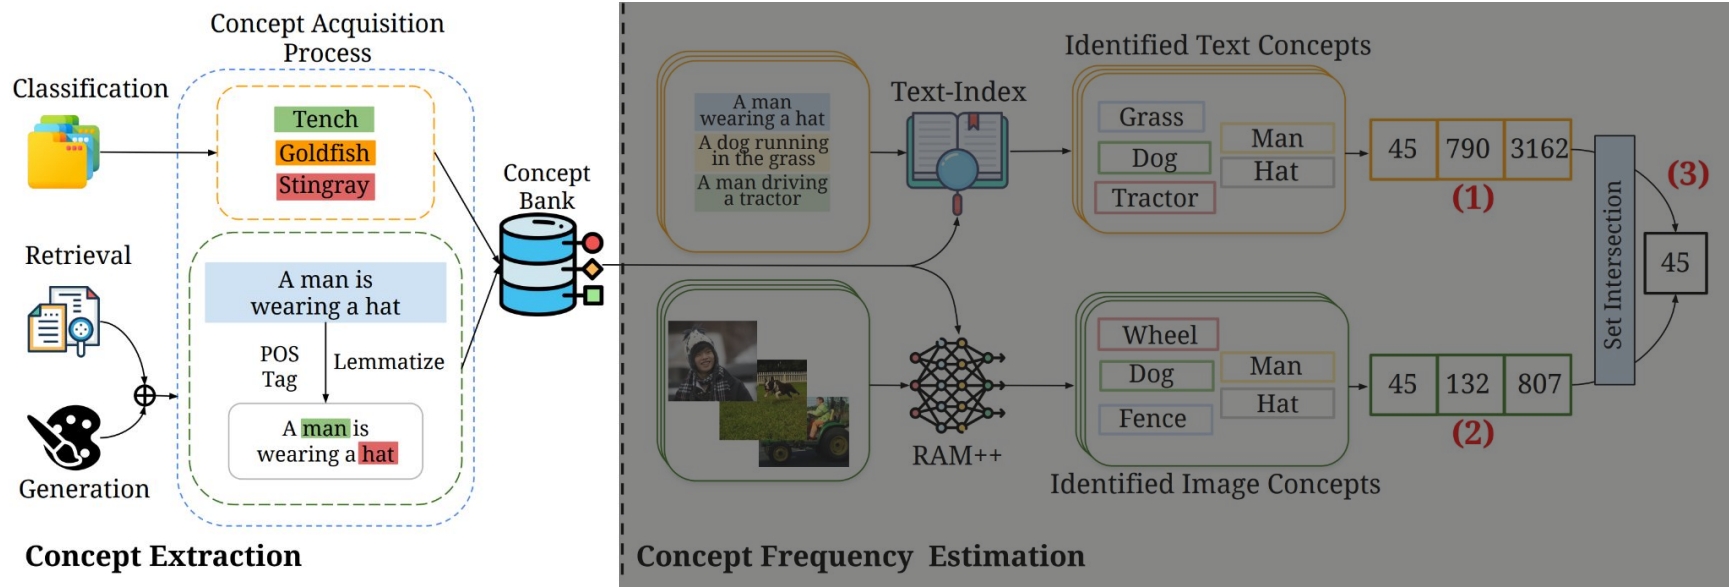 Concept Acquisition
Process
Classification
Tench
Goldfish
Stingray
Concept
Bank
Retrieval
A man is
wearing a hat
POS
Tag
Lemmatize
A man is
wearing a hat
Generation
Concept Extraction
A man
wearing a hat
A dog running
in the grass
A man driving
a tractor
Text-Index
Identified Text Concepts
Grass
Man
Dog
Hat
Tractor
45 790 3162
(1)
(3)
Set Intersection
45
RAM++
Wheel
Man
Dog
Hat
Fence
Identified Image Concepts
45 132 807
(2)
Concept Frequency Estimation